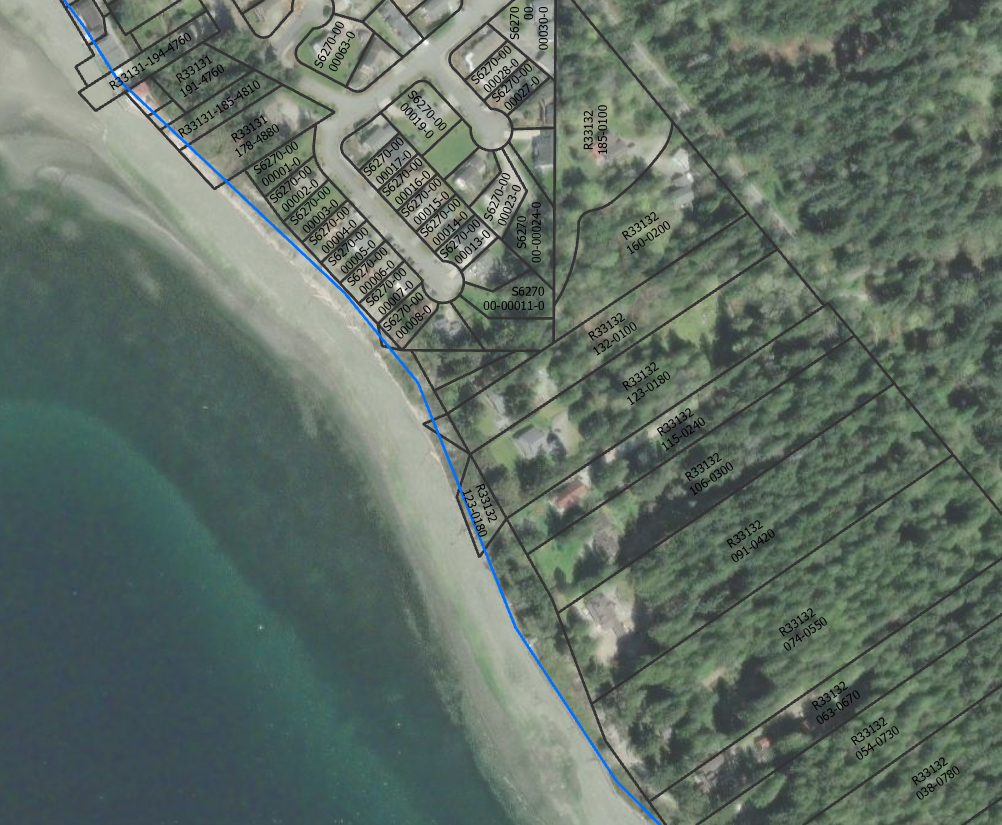 S6270
00
00030-0
S6270-00
00063-0
R33131-194-4760
R33131
191-4760
S6270-00
00028-0
S6270-00
00027-0
R33131-185-4810
R33131
178-4880
S6270-00
00019-0
R33132
185-0100
S6270-00
00001-0
S6270-00
00017-0
S6270-00
00002-0
S6270-00
00016-0
S6270-00
00003-0
S6270-00
00015-0
S6270-00
00023-0
S6270-00
00004-0
S6270-00
00014-0
S6270
00-00024-0
R33132
160-0200
S6270-00
00005-0
S6270-00
00013-0
S6270-00
00006-0
S6270-00
00007-0
S6270
00-00011-0
S6270-00
00008-0
R33132
132-0100
R33132
123-0180
R33132
115-0240
R33132
106-0300
R33132
123-0180
R33132
091-0420
R33132
074-0550
R33132
063-0670
R33132
054-0730
R33132
038-0780